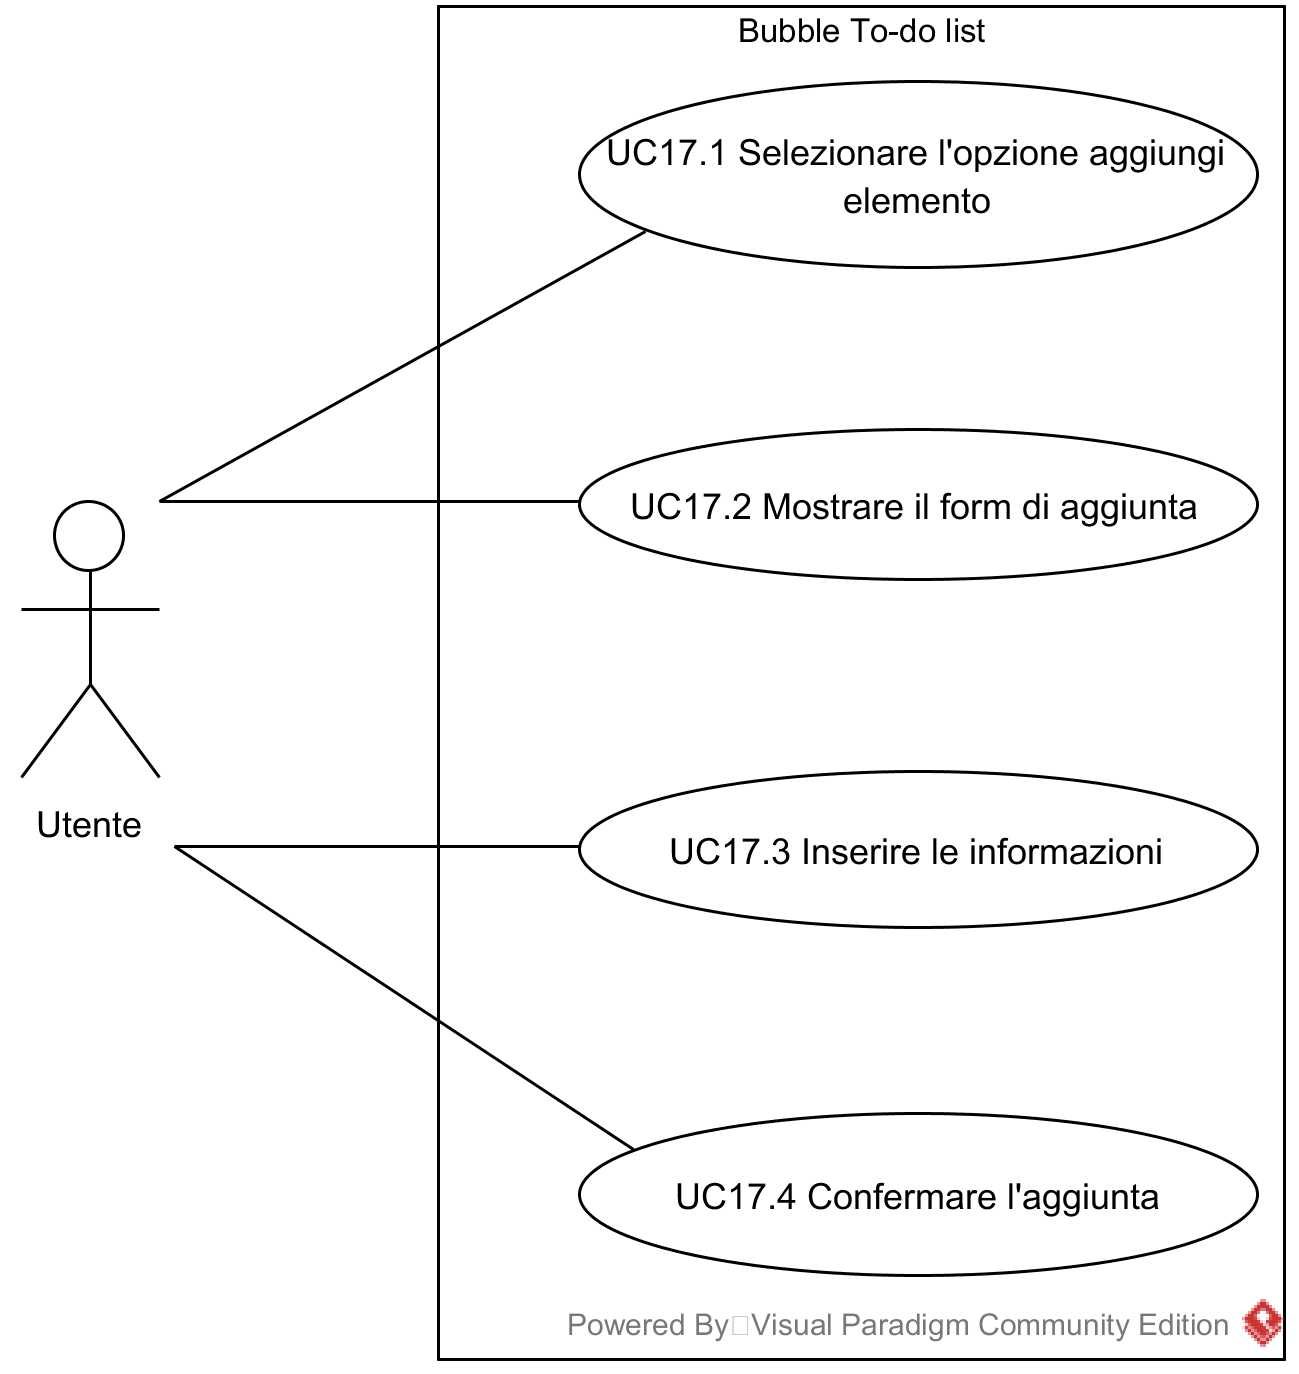 Bubble To-do list
UC17.1 Selezionare l'opzione aggiungi
elemento
UC17.2 Mostrare il form di aggiunta
Utente
UC17.3 Inserire le informazioni
UC17.4 Confermare l'aggiunta
Powered By Visual Paradigm Community Edition